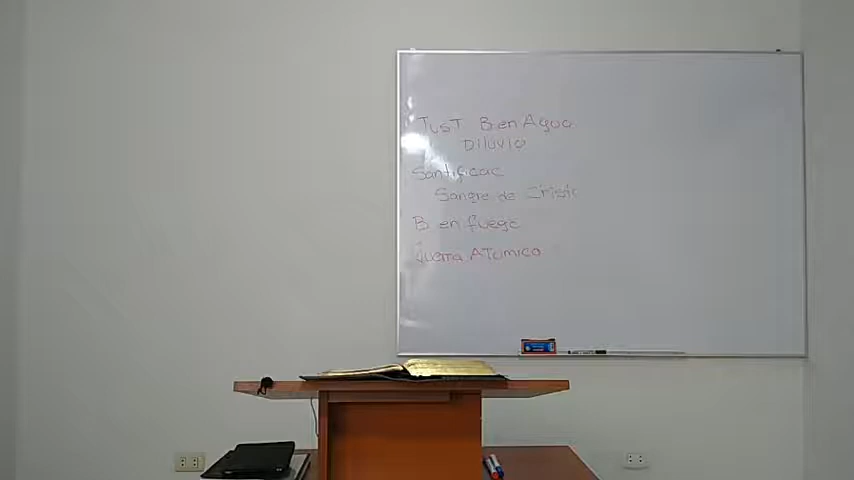 Just B en Agua
Diluvio
Santificac
Sangre de Cristo
B en fuego
Guerra Atomica